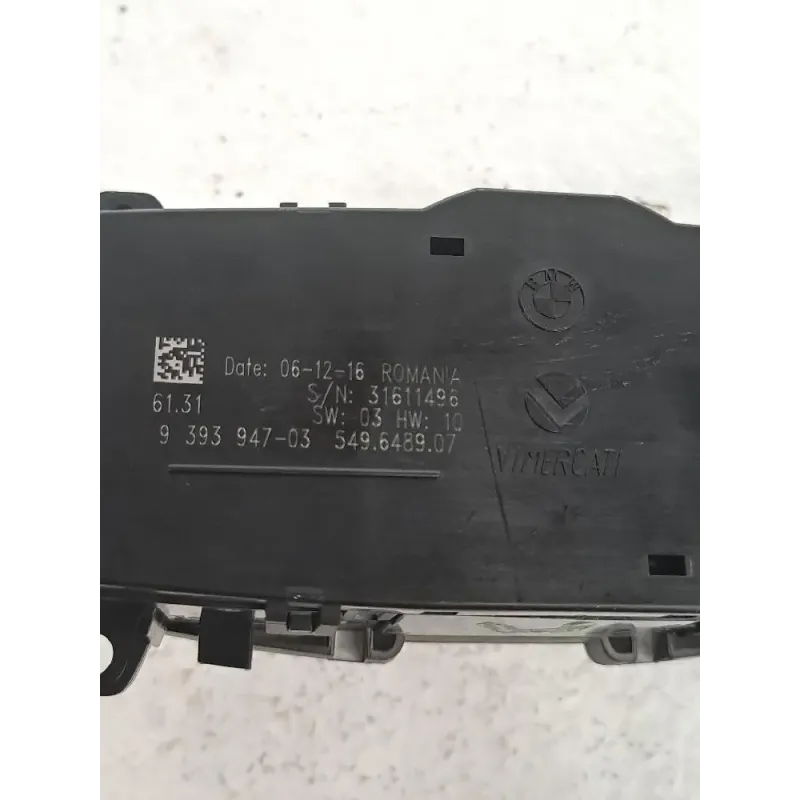 BMW
Date: 06-12-16 ROMANIA
S/N: 31611496
61.31 SW: 03 HW: 10
9 393 947-03 549.6489.07
VIMERCATI